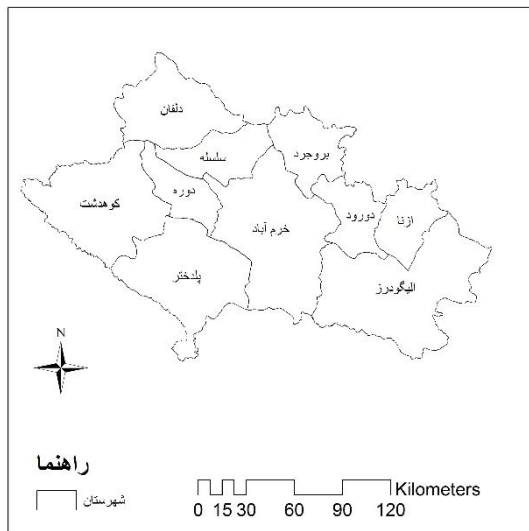 دلفان
بروجرد
سلسله
دوره
کوهدشت
دورود
ازنا
خرم آباد
پلدختر
الیگودرز
N
راهنما
شهرستان
Kilometers
0 15 30 60 90 120